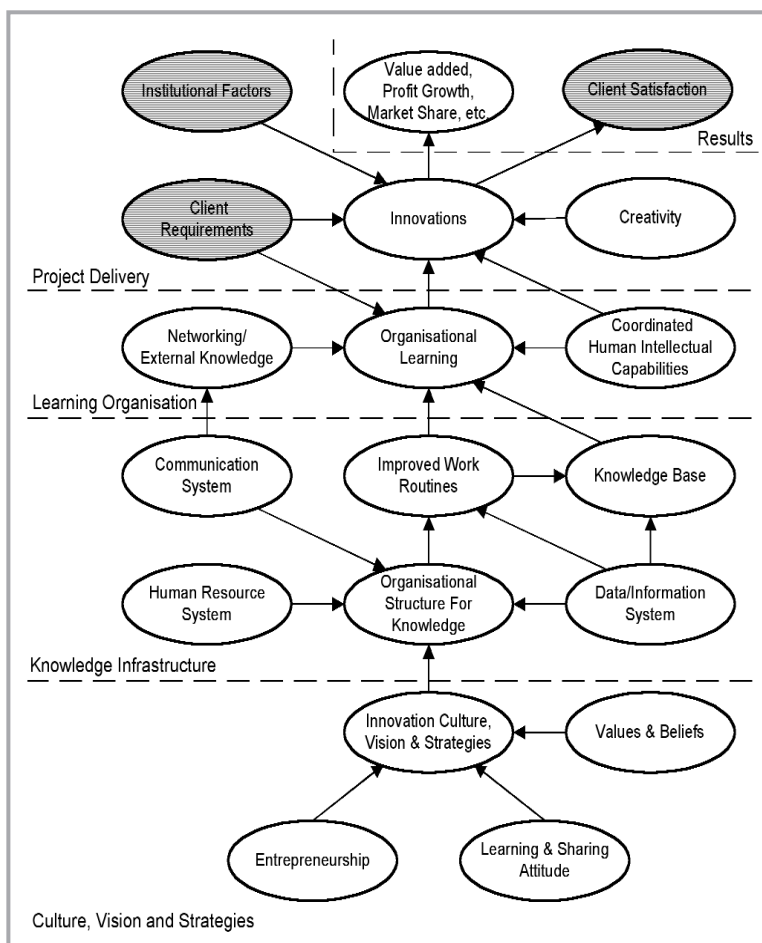 Institutional Factors
Value added,
Profit Growth,
Market Share, etc.
Client Satisfaction
Results
Client
Requirements
Innovations
Creativity
Project Delivery
Networking/
External Knowledge
Organisational
Learning
Coordinated
Human Intellectual
Capabilities
Learning Organisation
Communication
System
Improved Work
Routines
Knowledge Base
Human Resource
System
Organisational
Structure For
Knowledge
Data/Information
System
Knowledge Infrastructure
Innovation Culture,
Vision & Strategies
Values & Beliefs
Entrepreneurship
Learning & Sharing
Attitude
Culture, Vision and Strategies